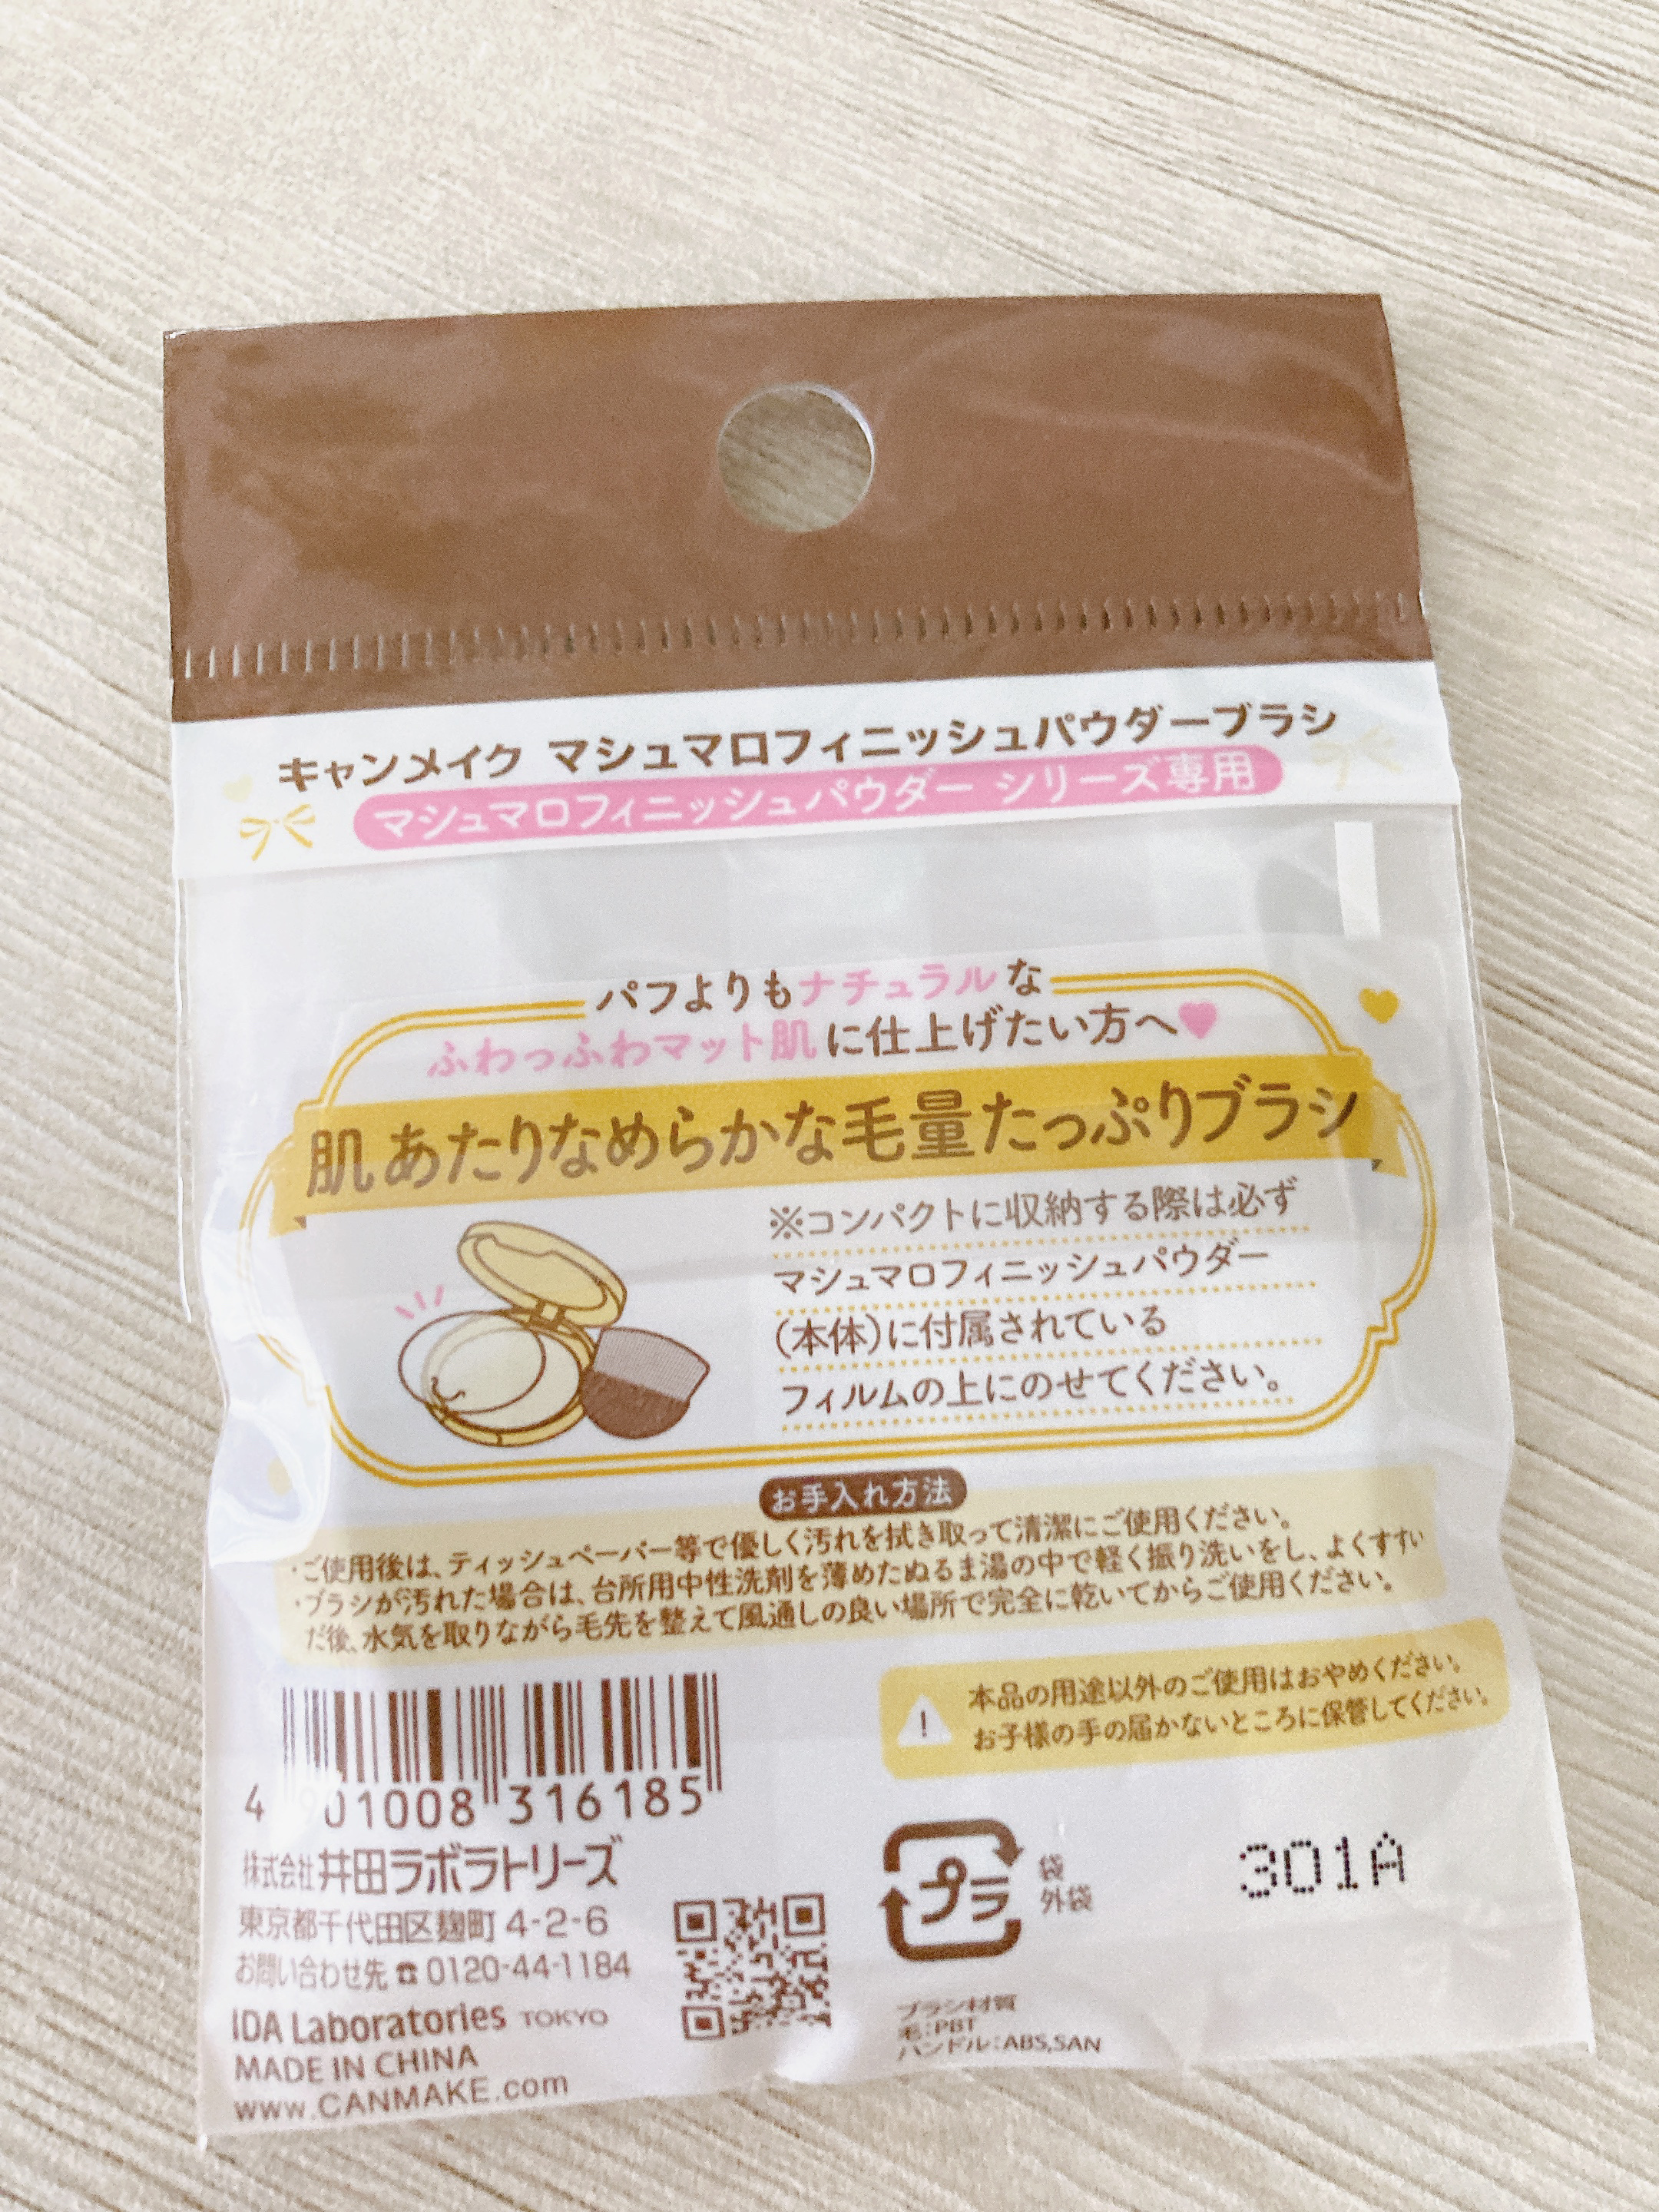 キャンメイク マシュマロフィニッシュパウダーブラシ
マシュマロフィニッシュパウダー シリーズ専用
パフよりもナチュラルな
ふわっふわマット肌に仕上げたい方へ
肌あたりなめらかな毛量たっぷりブラシ
※コンパクトに収納する際は必ず
マシュマロフィニッシュパウダー
(本体)に付属されている
フィルムの上にのせてください。
お手入れ方法
・ご使用後は、ティッシュペーパー等で優しく汚れを拭き取って清潔にご使用ください。
・ブラシが汚れた場合は、台所用中性洗剤を薄めたぬるま湯の中で軽く振り洗いをし、よくすすい
だ後、水気を取りながら毛先を整えて風通しの良い場所で完全に乾いてからご使用ください。
本品の用途以外のご使用はおやめください。
お子様の手の届かないところに保管してください。
4 901008 316185
株式会社井田ラボラトリーズ
東京都千代田区麹町 4-2-6
お問い合わせ先 ☎ 0120-44-1184
IDA Laboratories TOKYO
MADE IN CHINA
www.CANMAKE.com
プラ
袋
外袋
301A
ブラシ材質
毛:PBT
ハンドル:ABS,SAN